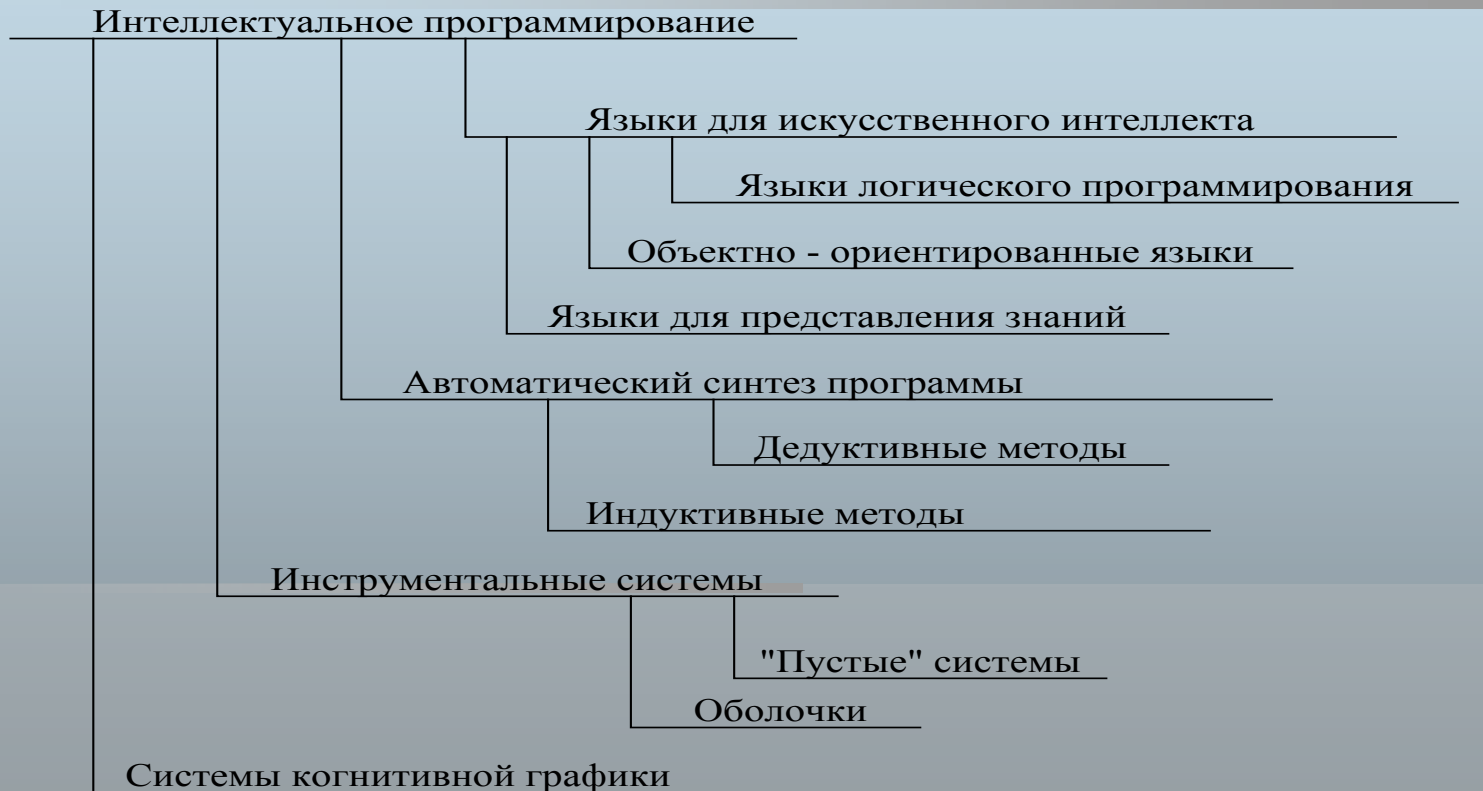 Интеллектуальное программирование
Языки для искусственного интеллекта
Языки логического программирования
Объектно - ориентированные языки
Языки для представления знаний
Автоматический синтез программы
Дедуктивные методы
Индуктивные методы
Инструментальные системы
"Пустые" системы
Оболочки
Системы когнитивной графики